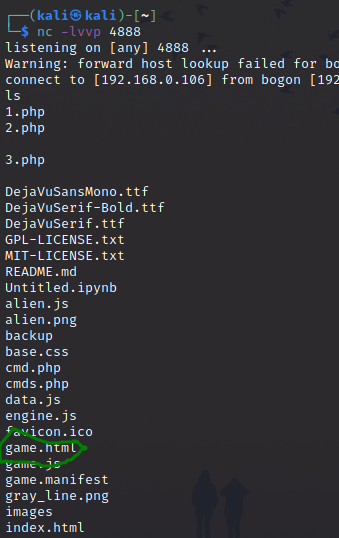 ┌──(kali㉿kali)-[~]
└─$ nc -lvvp 4888
listening on [any] 4888 ...
Warning: forward host lookup failed for bo
connect to [192.168.0.106] from bogon [192
ls
1.php
2.php
3.php
DejaVuSansMono.ttf
DejaVuSerif-Bold.ttf
DejaVuSerif.ttf
GPL-LICENSE.txt
MIT-LICENSE.txt
README.md
Untitled.ipynb
alien.js
alien.png
backup
base.css
cmd.php
cmds.php
data.js
engine.js
favicon.ico
game.html
game.js
game.manifest
gray_line.png
images
index.html